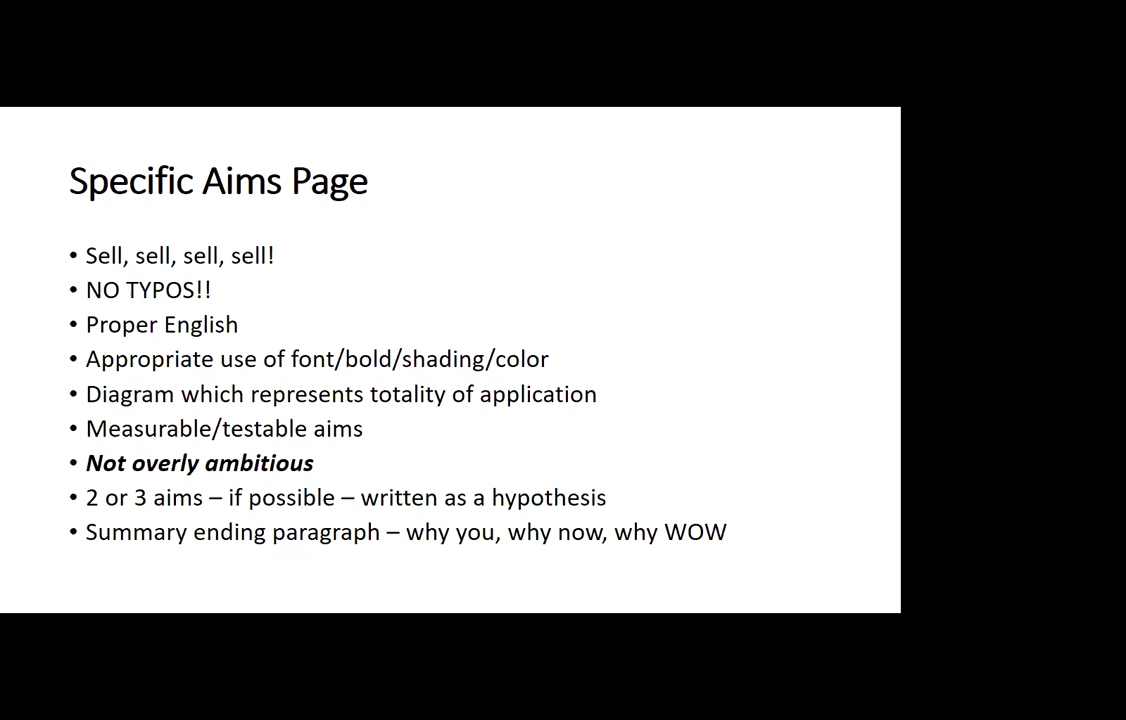 Specific Aims Page
• Sell, sell, sell, sell!
• NO TYPOS!!
• Proper English
• Appropriate use of font/bold/shading/color
• Diagram which represents totality of application
• Measurable/testable aims
• Not overly ambitious
• 2 or 3 aims – if possible – written as a hypothesis
• Summary ending paragraph – why you, why now, why WOW